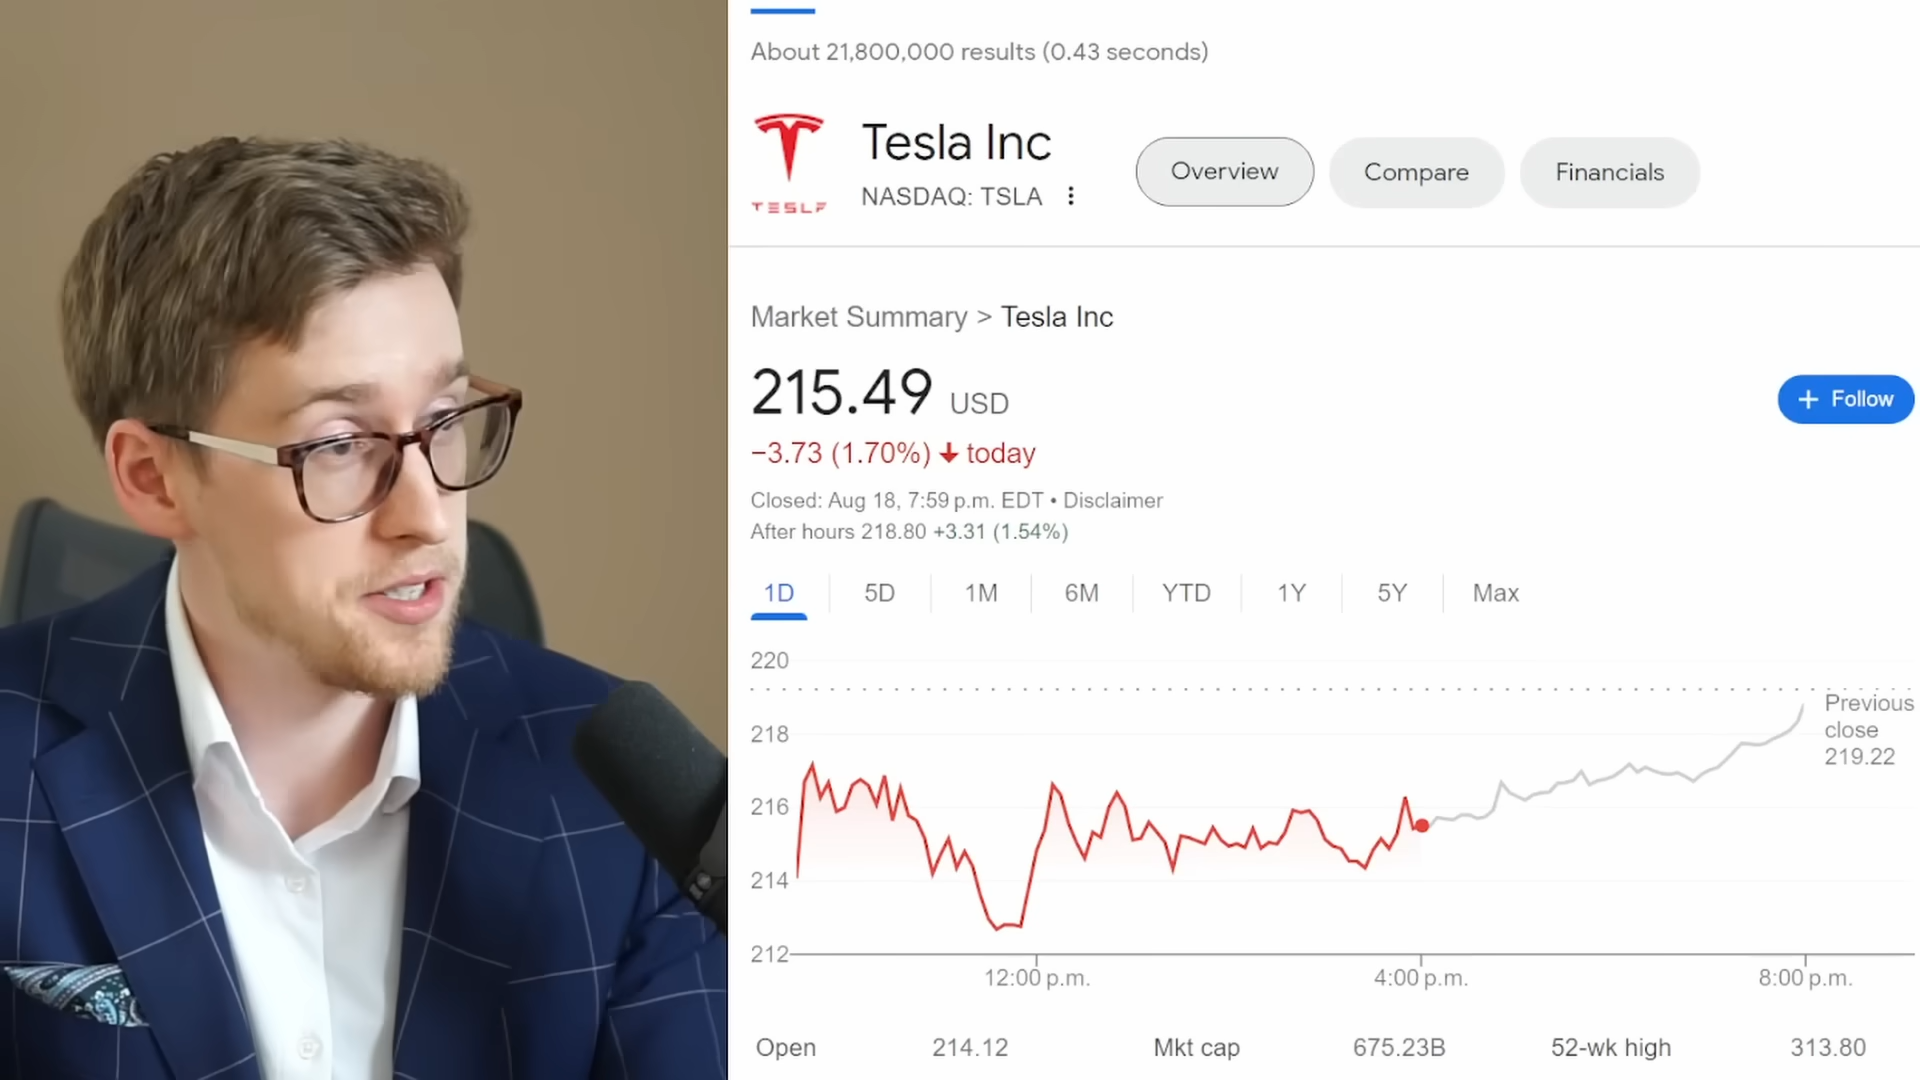 About 21,800,000 results (0.43 seconds)
Tesla Inc
NASDAQ: TSLA
TESLA
Overview
Compare
Financials
Market Summary > Tesla Inc
215.49 USD
+ Follow
−3.73 (1.70%) today
Closed: Aug 18, 7:59 p.m. EDT • Disclaimer
After hours 218.80 +3.31 (1.54%)
1D 5D 1M 6M YTD 1Y 5Y Max
220
218
216
214
212
Previous
close
219.22
12:00 p.m. 4:00 p.m. 8:00 p.m.
Open 214.12 Mkt cap 675.23B 52-wk high 313.80